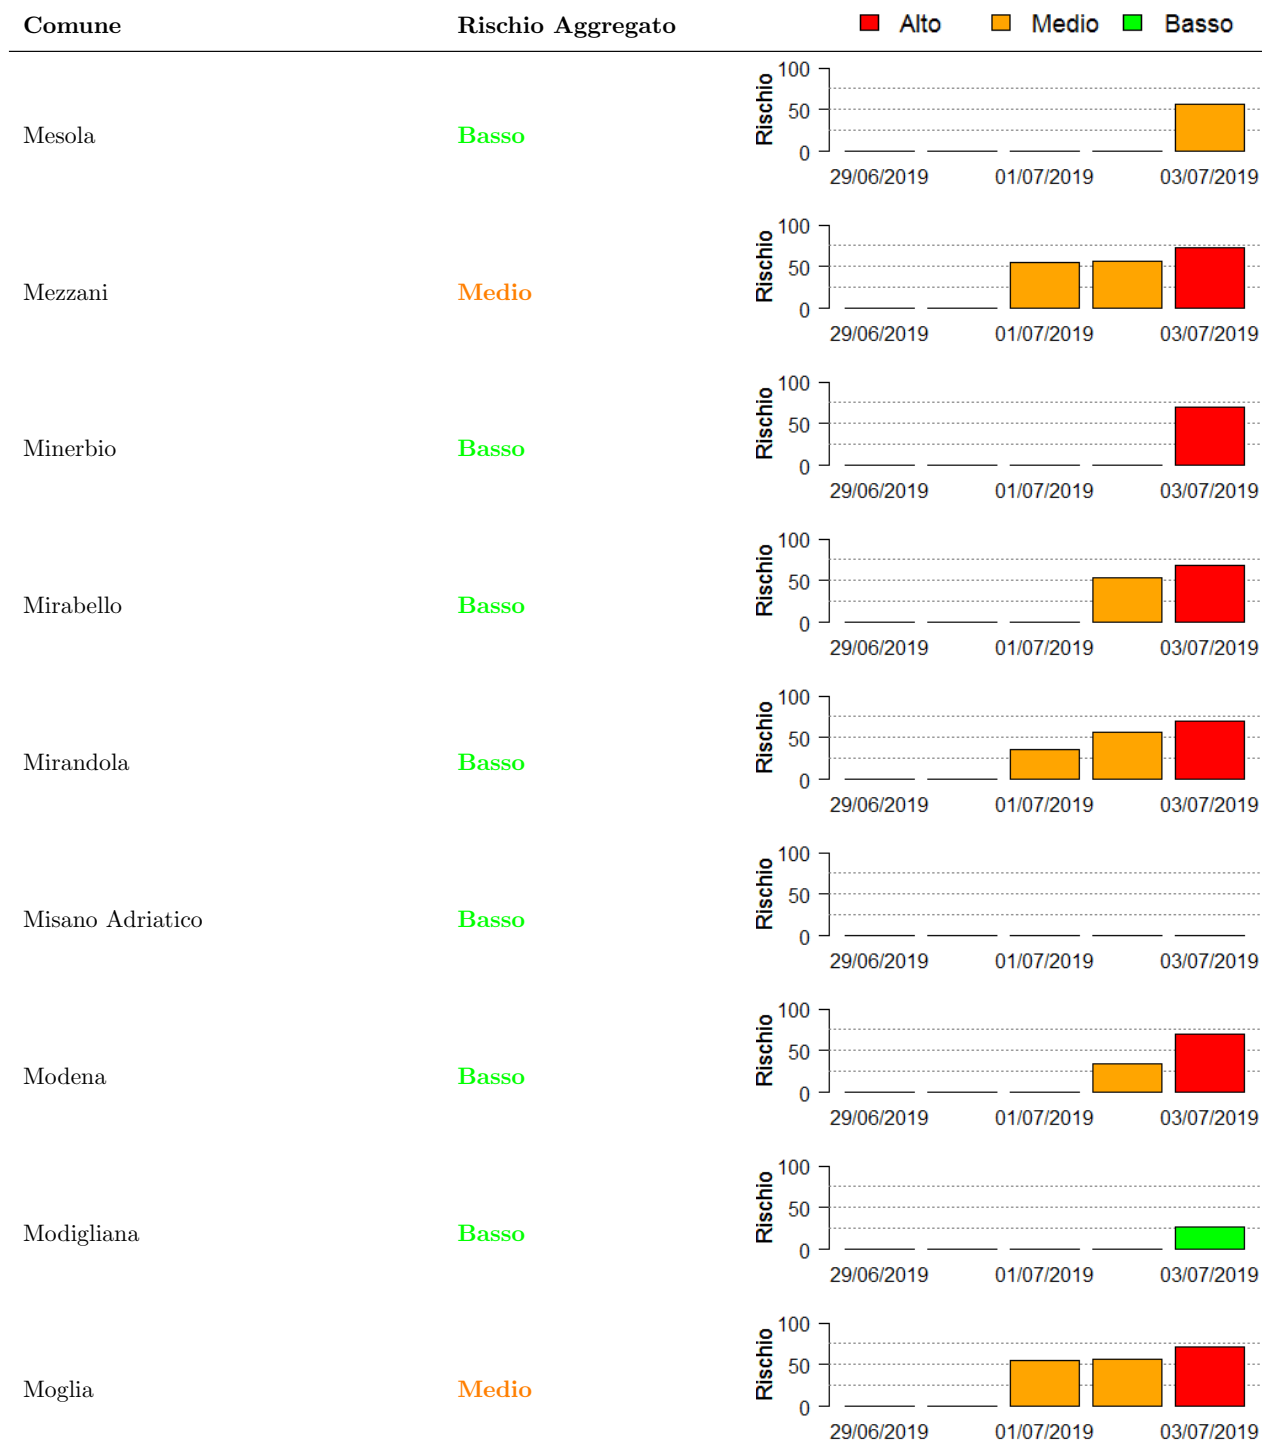 Comune Rischio Aggregato Alto Medio Basso
Mesola Basso
Rischio
100
50
0
29/06/2019 01/07/2019 03/07/2019
Mezzani Medio
Rischio
100
50
0
29/06/2019 01/07/2019 03/07/2019
Minerbio Basso
Rischio
100
50
0
29/06/2019 01/07/2019 03/07/2019
Mirabello Basso
Rischio
100
50
0
29/06/2019 01/07/2019 03/07/2019
Mirandola Basso
Rischio
100
50
0
29/06/2019 01/07/2019 03/07/2019
Misano Adriatico Basso
Rischio
100
50
0
29/06/2019 01/07/2019 03/07/2019
Modena Basso
Rischio
100
50
0
29/06/2019 01/07/2019 03/07/2019
Modigliana Basso
Rischio
100
50
0
29/06/2019 01/07/2019 03/07/2019
Moglia Medio
Rischio
100
50
0
29/06/2019 01/07/2019 03/07/2019